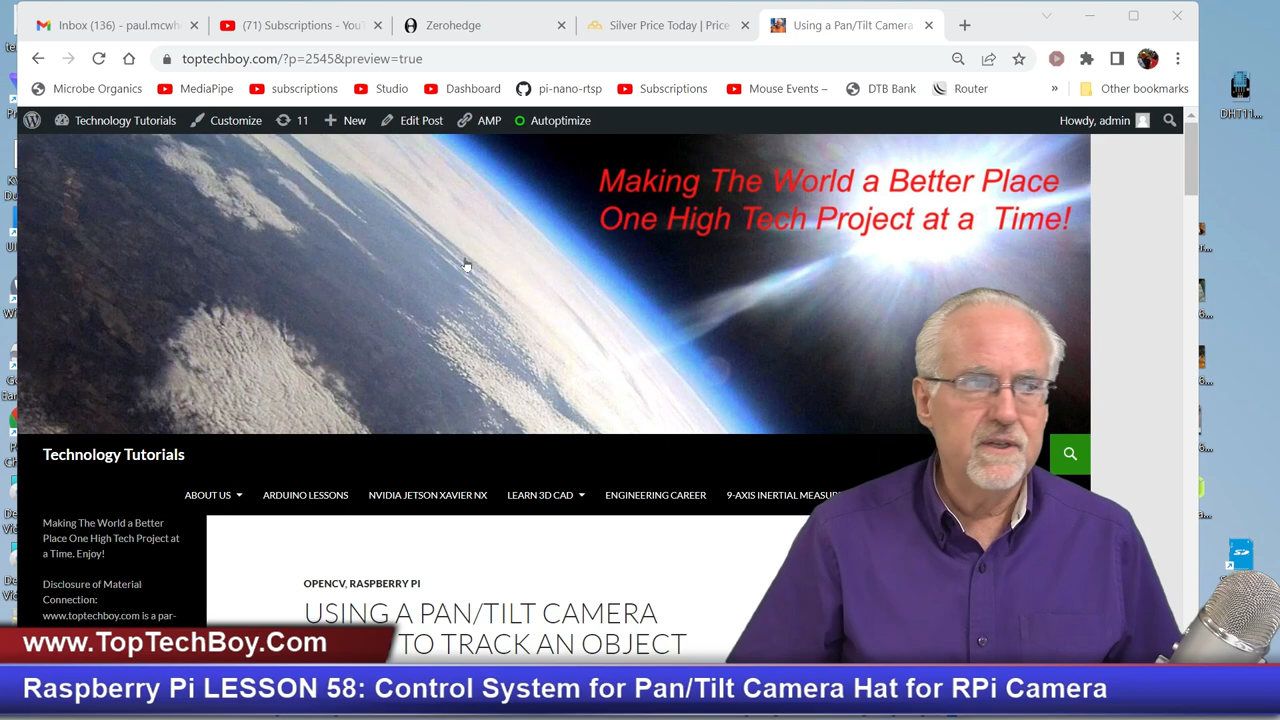 Inbox (136) - paul.mcwh
(71) Subscriptions - You
Zerohedge
Silver Price Today | Price
Using a Pan/Tilt Camera
toptechboy.com/?p=2545&preview=true
Microbe Organics
MediaPipe
subscriptions
Studio
Dashboard
pi-nano-rtsp
Subscriptions
Mouse Events –
DTB Bank
Router
»
Other bookmarks
Technology Tutorials
Customize
11
New
Edit Post
AMP
Autoptimize
Howdy, admin
DHT11...
Making The World a Better Place
One High Tech Project at a Time!
Technology Tutorials
ABOUT US
ARDUINO LESSONS
NVIDIA JETSON XAVIER NX
LEARN 3D CAD
ENGINEERING CAREER
9-AXIS INERTIAL MEASUR
Making The World a Better
Place One High Tech Project at
a Time. Enjoy!
Disclosure of Material
Connection:
www.toptechboy.com is a par-
OPENCV, RASPBERRY PI
USING A PAN/TILT CAMERA
TO TRACK AN OBJECT
www.TopTechBoy.Com
Raspberry Pi LESSON 58: Control System for Pan/Tilt Camera Hat for RPi Camera